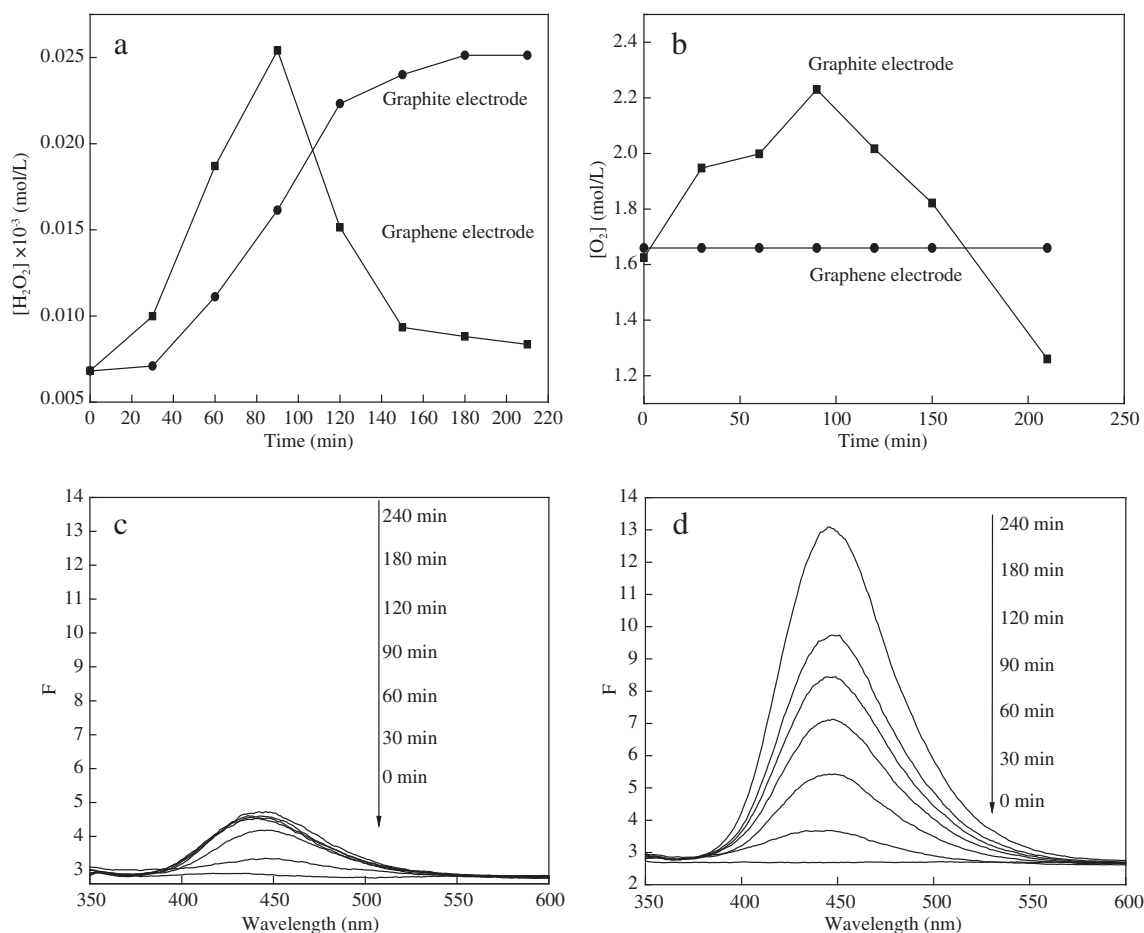 a
0.025
0.020
0.015
0.010
0.005
[H₂O₂] ×10⁻³ (mol/L)
Graphite electrode
Graphene electrode
0 20 40 60 80 100 120 140 160 180 200 220
Time (min)
b
2.4
2.2
2.0
1.8
1.6
1.4
1.2
[O₂] (mol/L)
Graphite electrode
Graphene electrode
0 50 100 150 200 250
Time (min)
c
14
13
12
11
10
9
8
7
6
5
4
3
F
240 min
180 min
120 min
90 min
60 min
30 min
0 min
350 400 450 500 550 600
Wavelength (nm)
d
14
13
12
11
10
9
8
7
6
5
4
3
2
F
240 min
180 min
120 min
90 min
60 min
30 min
0 min
350 400 450 500 550 600
Wavelength (nm)